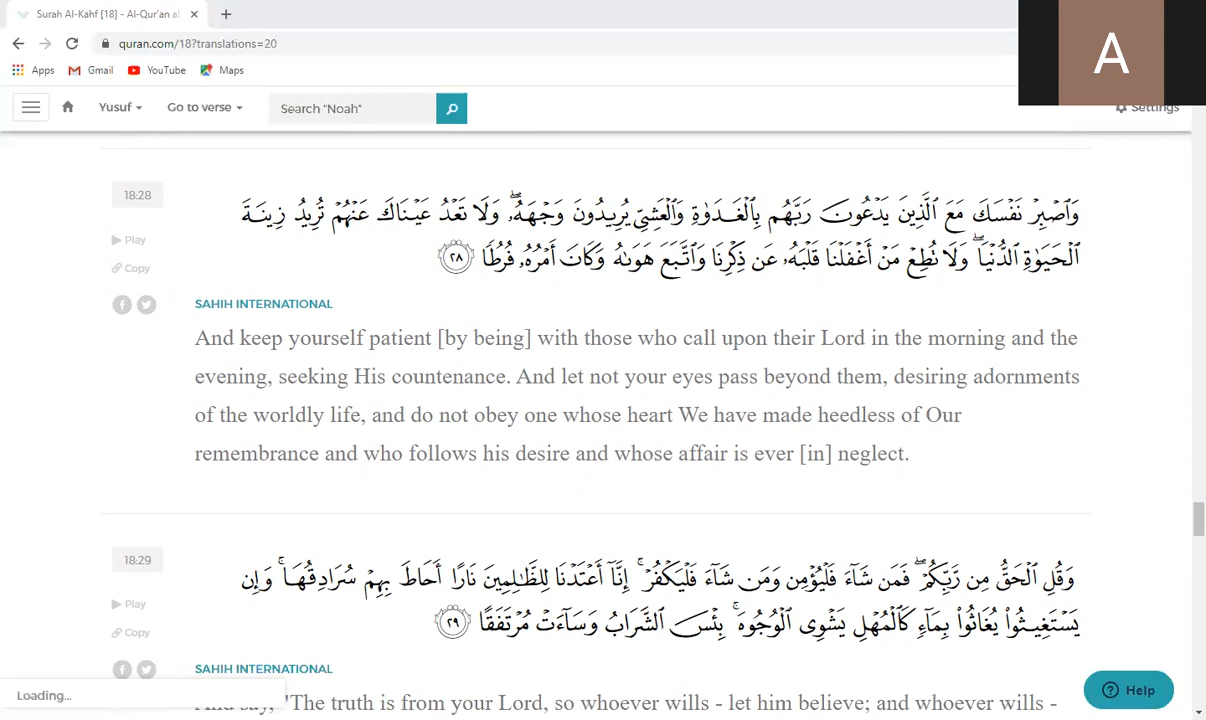 Surah Al-Kahf [18] - Al-Qur'an al
quran.com/18?translations=20
Apps Gmail YouTube Maps
A
Yusuf Go to verse Search "Noah" Settings
18:28
وَٱصْبِرْ نَفْسَكَ مَعَ ٱلَّذِينَ يَدْعُونَ رَبَّهُم بِٱلْغَدَوٰةِ وَٱلْعَشِىِّ يُرِيدُونَ وَجْهَهُۥ ۖ وَلَا تَعْدُ عَيْنَاكَ عَنْهُمْ تُرِيدُ زِينَةَ
Play
ٱلْحَيَوٰةِ ٱلدُّنْيَا ۖ وَلَا تُطِعْ مَنْ أَغْفَلْنَا قَلْبَهُۥ عَن ذِكْرِنَا وَٱتَّبَعَ هَوَىٰهُ وَكَانَ أَمْرُهُۥ فُرُطًا ٢٨
Copy
SAHIH INTERNATIONAL
And keep yourself patient [by being] with those who call upon their Lord in the morning and the
evening, seeking His countenance. And let not your eyes pass beyond them, desiring adornments
of the worldly life, and do not obey one whose heart We have made heedless of Our
remembrance and who follows his desire and whose affair is ever [in] neglect.
18:29
وَقُلِ ٱلْحَقُّ مِن رَّبِّكُمْ ۖ فَمَن شَآءَ فَلْيُؤْمِن وَمَن شَآءَ فَلْيَكْفُرْ ۚ إِنَّآ أَعْتَدْنَا لِلظَّـٰلِمِينَ نَارًا أَحَاطَ بِهِمْ سُرَادِقُهَا ۚ وَإِن
Play
يَسْتَغِيثُوا۟ يُغَاثُوا۟ بِمَآءٍ كَٱلْمُهْلِ يَشْوِى ٱلْوُجُوهَ ۚ بِئْسَ ٱلشَّرَابُ وَسَآءَتْ مُرْتَفَقًا ٢٩
Copy
SAHIH INTERNATIONAL
And say, "The truth is from your Lord, so whoever wills - let him believe; and whoever wills -
Loading...
Help